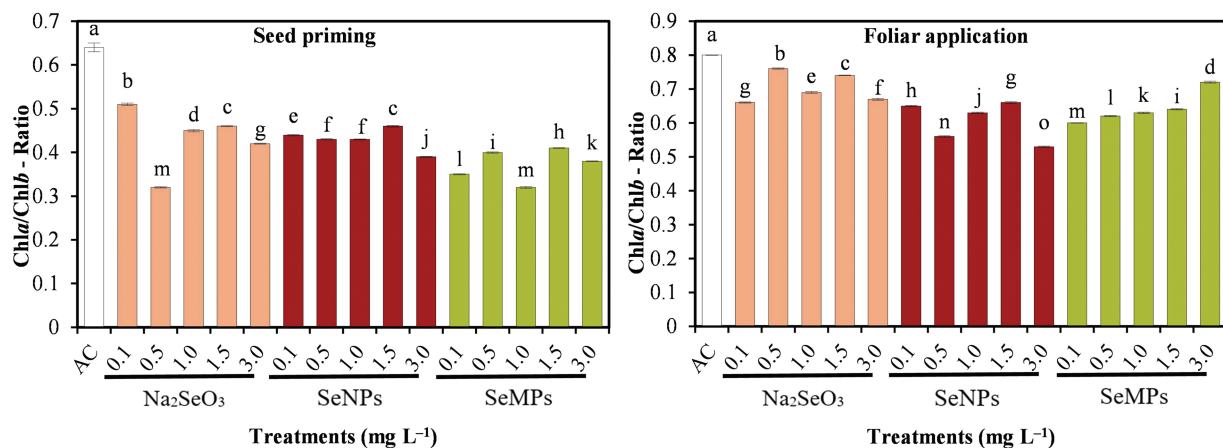 Seed priming
Chla/Chlb - Ratio
0.7
0.6
0.5
0.4
0.3
0.2
0.1
0
a
b
m
d
c
g
e
f
f
c
j
l
i
m
h
k
AC
0.1
0.5
1.0
1.5
3.0
0.1
0.5
1.0
1.5
3.0
0.1
0.5
1.0
1.5
3.0
Na₂SeO₃
SeNPs
SeMPs
Treatments (mg L⁻¹)
Foliar application
Chla/Chlb - Ratio
0.9
0.8
0.7
0.6
0.5
0.4
0.3
0.2
0.1
0
a
g
b
e
c
f
h
n
j
g
o
m
l
k
i
d
AC
0.1
0.5
1.0
1.5
3.0
0.1
0.5
1.0
1.5
3.0
0.1
0.5
1.0
1.5
3.0
Na₂SeO₃
SeNPs
SeMPs
Treatments (mg L⁻¹)